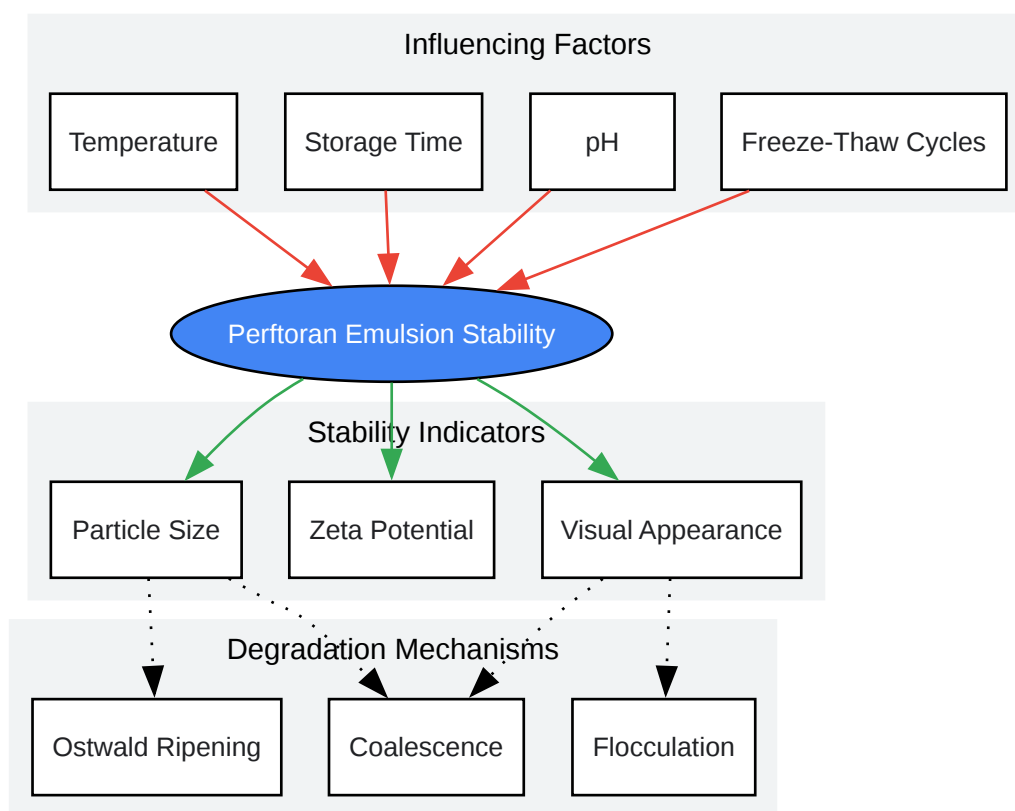 Influencing Factors
Temperature
Storage Time
pH
Freeze-Thaw Cycles
Perftoran Emulsion Stability
Stability Indicators
Particle Size
Zeta Potential
Visual Appearance
Degradation Mechanisms
Ostwald Ripening
Coalescence
Flocculation